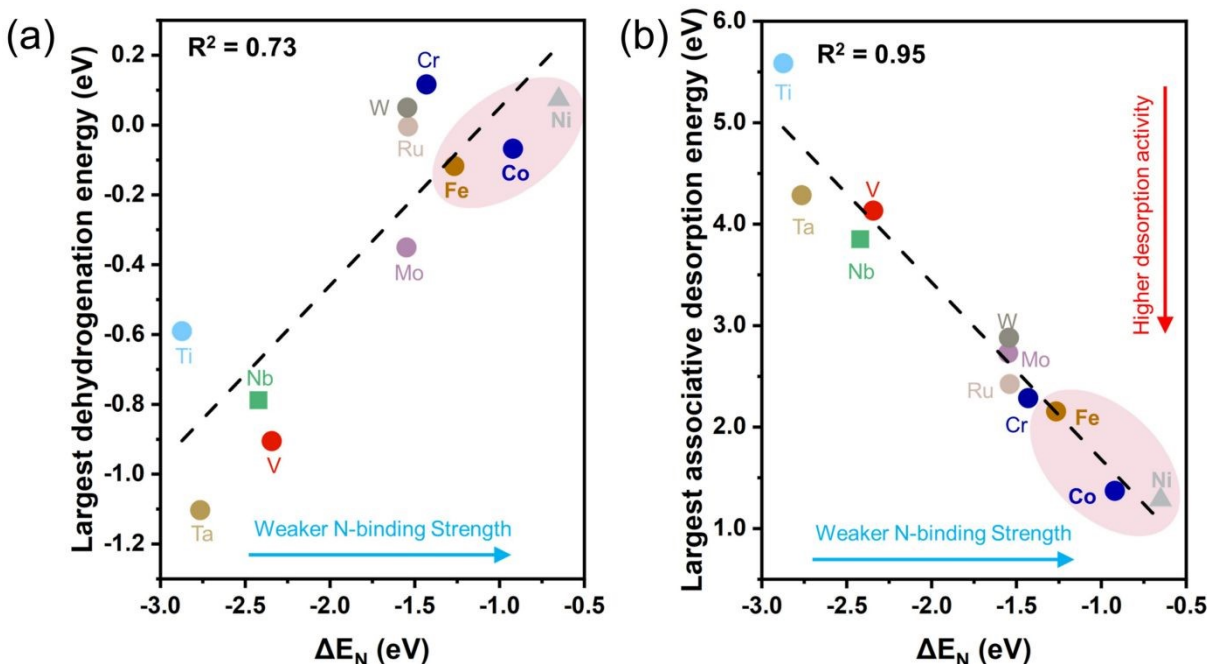 (a)
R² = 0.73
Largest dehydrogenation energy (eV)
0.2
0.0
-0.2
-0.4
-0.6
-0.8
-1.0
-1.2
Cr
W
Ru
Ni
Fe
Co
Mo
Ti
Nb
V
Ta
Weaker N-binding Strength
-3.0
-2.5
-2.0
-1.5
-1.0
-0.5
ΔE_N (eV)
(b)
R² = 0.95
Largest associative desorption energy (eV)
6.0
5.0
4.0
3.0
2.0
1.0
Ti
Ta
V
Nb
W
Mo
Ru
Cr
Fe
Ni
Co
Higher desorption activity
Weaker N-binding Strength
-3.0
-2.5
-2.0
-1.5
-1.0
-0.5
ΔE_N (eV)